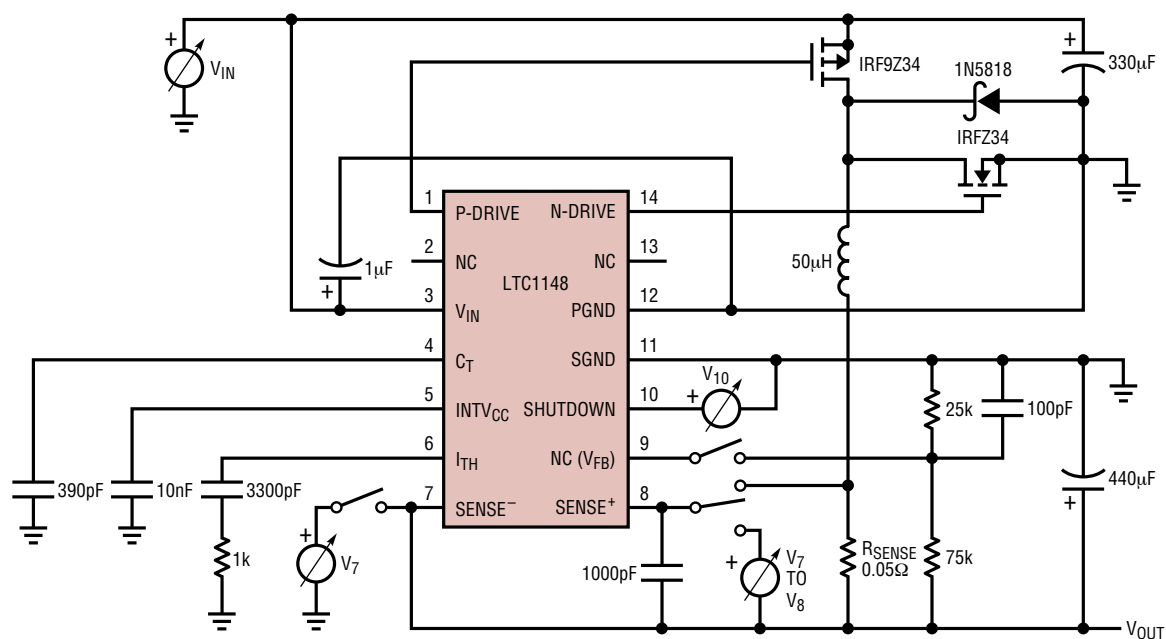 +
V_IN
IRF9Z34
+
330µF
1N5818
IRFZ34
1µF
+
50µH
LTC1148
1
P-DRIVE
N-DRIVE
14
2
NC
NC
13
3
V_IN
PGND
12
4
C_T
SGND
11
5
INTV_CC
SHUTDOWN
10
6
I_TH
NC (V_FB)
9
7
SENSE⁻
SENSE⁺
8
+
V_10
25k
100pF
390pF
10nF
3300pF
1k
+
V_7
440µF
+
1000pF
+
V_7
TO
V_8
R_SENSE
0.05Ω
75k
V_OUT